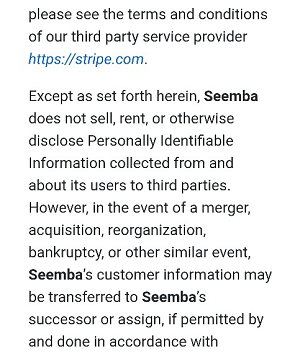 please see the terms and conditions
of our third party service provider
https://stripe.com.
Except as set forth herein, Seemba
does not sell, rent, or otherwise
disclose Personally Identifiable
Information collected from and
about its users to third parties.
However, in the event of a merger,
acquisition, reorganization,
bankruptcy, or other similar event,
Seemba's customer information may
be transferred to Seemba's
successor or assign, if permitted by
and done in accordance with